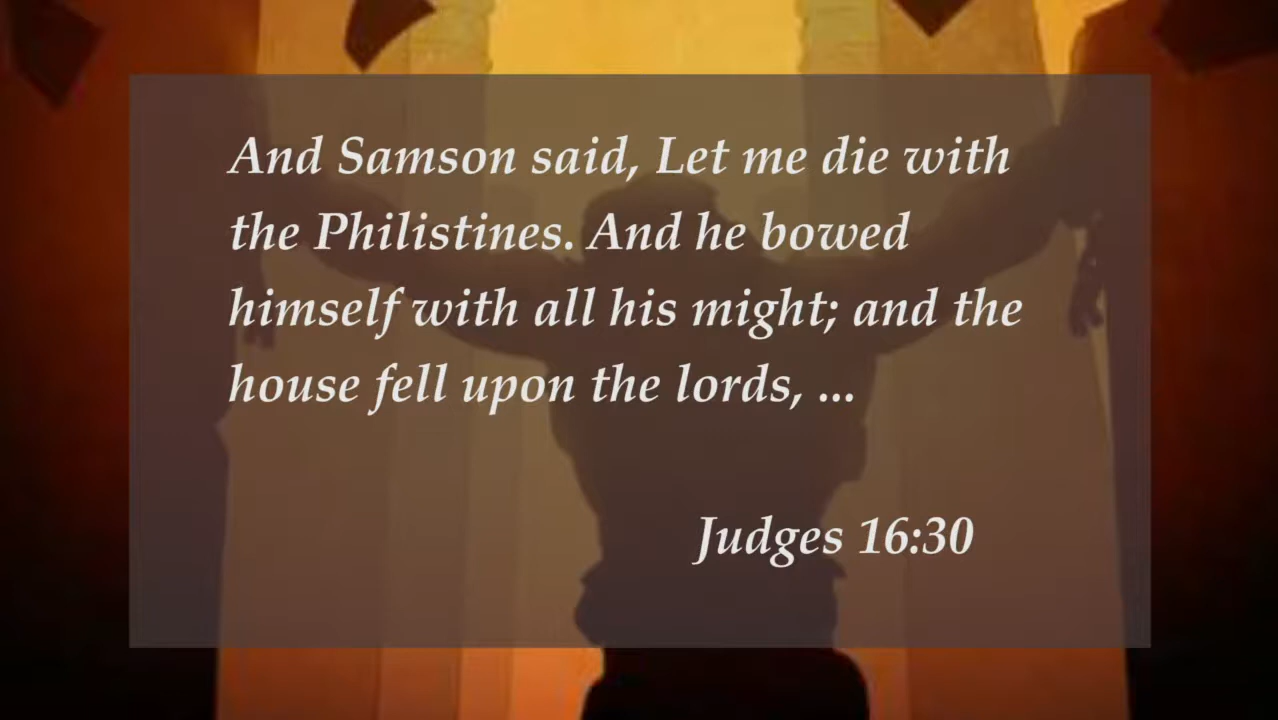 And Samson said, Let me die with
the Philistines. And he bowed
himself with all his might; and the
house fell upon the lords, ...
Judges 16:30